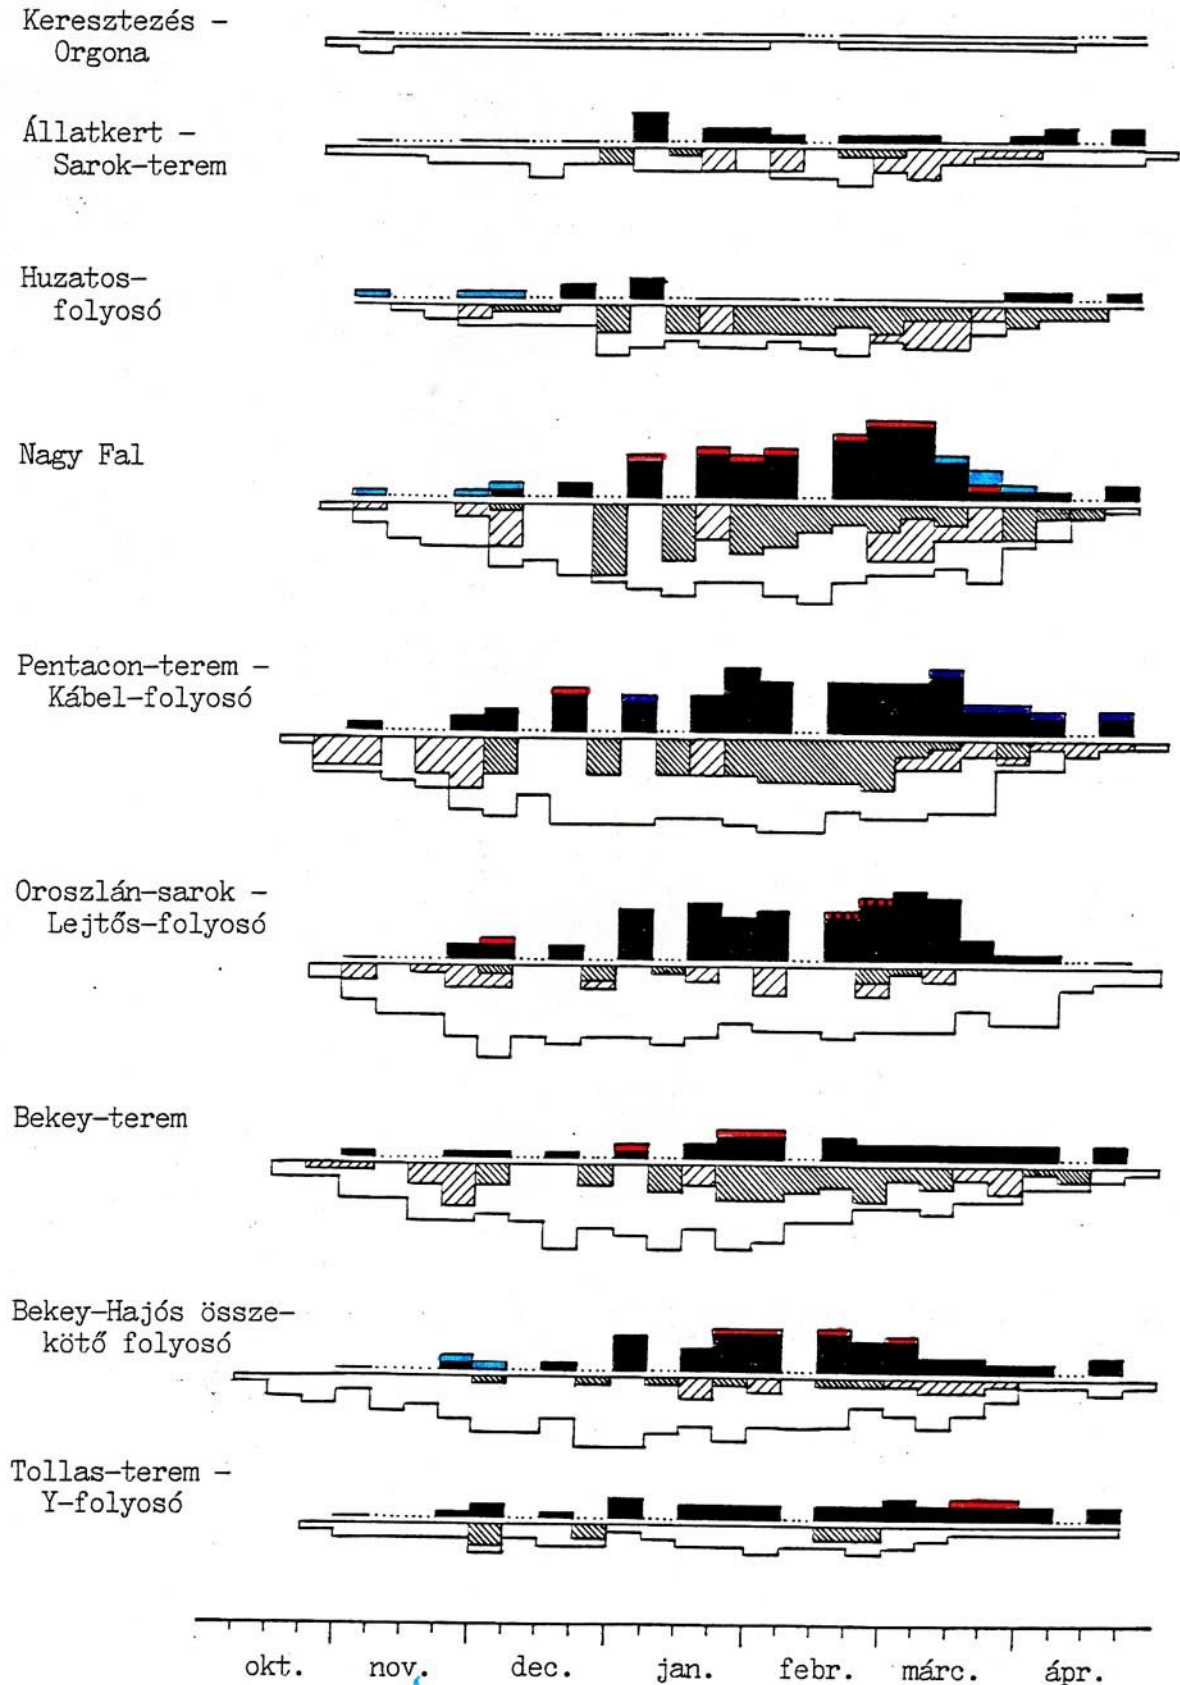 Keresztezés –
Orgona
Állatkert –
Sarok-terem
Huzatos-
folyosó
Nagy Fal
Pentacon-terem –
Kábel-folyosó
Oroszlán-sarok –
Lejtős-folyosó
Bekey-terem
Bekey-Hajós össze-
kötő folyosó
Tollas-terem –
Y-folyosó
okt. nov. dec. jan. febr. márc. ápr.